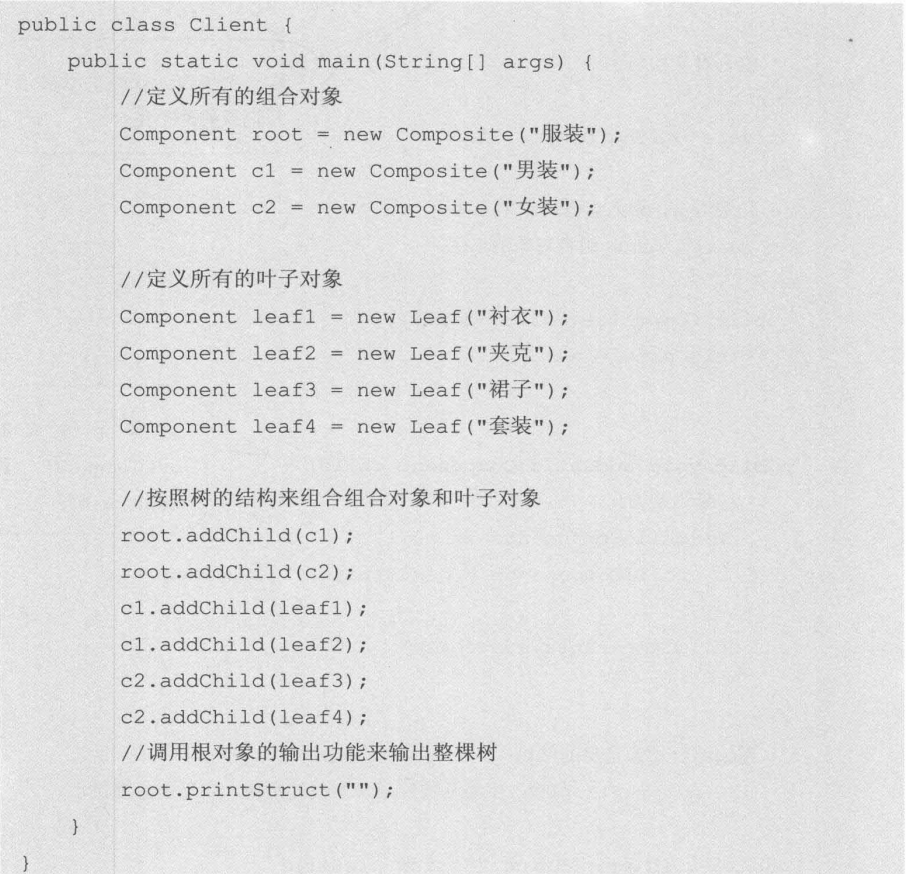 public class Client {
    public static void main(String[] args) {
        //定义所有的组合对象
        Component root = new Composite("服装");
        Component c1 = new Composite("男装");
        Component c2 = new Composite("女装");

        //定义所有的叶子对象
        Component leaf1 = new Leaf("衬衣");
        Component leaf2 = new Leaf("夹克");
        Component leaf3 = new Leaf("裙子");
        Component leaf4 = new Leaf("套装");

        //按照树的结构来组合组合对象和叶子对象
        root.addChild(c1);
        root.addChild(c2);
        c1.addChild(leaf1);
        c1.addChild(leaf2);
        c2.addChild(leaf3);
        c2.addChild(leaf4);
        //调用根对象的输出功能来输出整棵树
        root.printStruct("");
    }
}